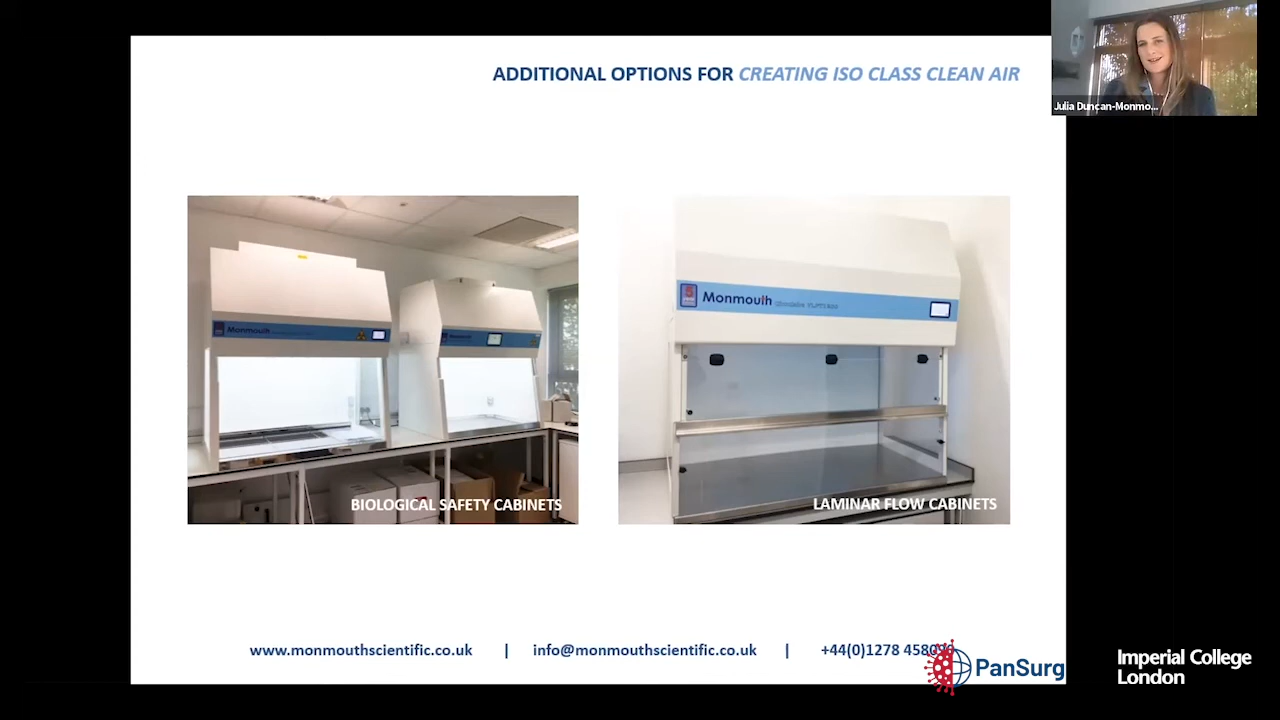 ADDITIONAL OPTIONS FOR CREATING ISO CLASS CLEAN AIR
Julia Duncan-Monmo...
Monmouth
Monmouth
BIOLOGICAL SAFETY CABINETS
LAMINAR FLOW CABINETS
www.monmouthscientific.co.uk | info@monmouthscientific.co.uk | +44(0)1278
PanSurg
Imperial College
London